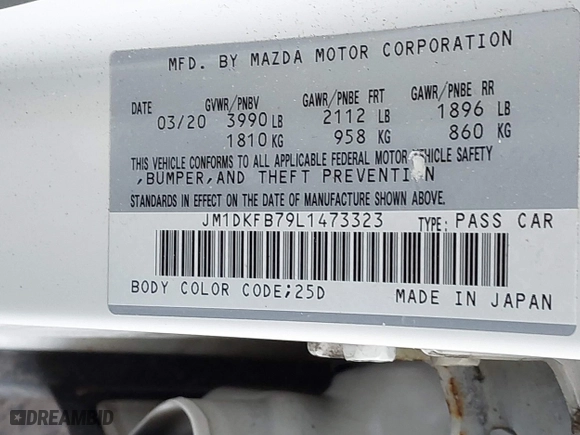 MFD. BY MAZDA MOTOR CORPORATION
DATE GVWR/PNBV GAWR/PNBE FRT GAWR/PNBE RR
03/20 3990 LB 2112 LB 1896 LB
1810 KG 958 KG 860 KG
THIS VEHICLE CONFORMS TO ALL APPLICABLE FEDERAL MOTOR VEHICLE SAFETY
,BUMPER,AND THEFT PREVENTION
STANDARDS IN EFFECT ON THE DATE OF MANUFACTURE SHOWN ABOVE.
JM1DKFB79L1473323 TYPE: PASS CAR
BODY COLOR CODE;25D MADE IN JAPAN
DREAMBID